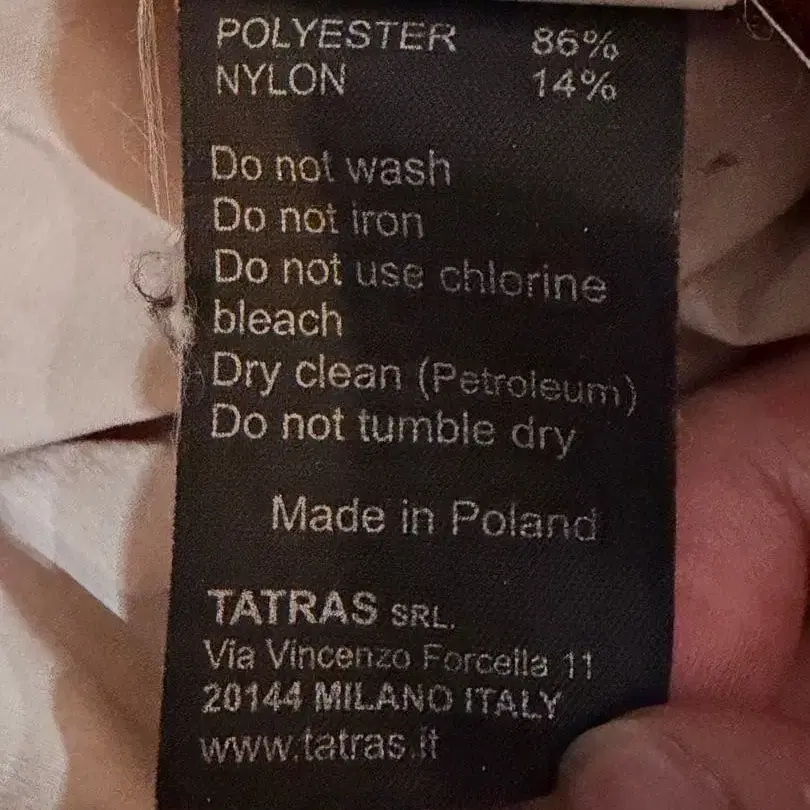 POLYESTER 86%
NYLON 14%
Do not wash
Do not iron
Do not use chlorine
bleach
Dry clean (Petroleum)
Do not tumble dry
Made in Poland
TATRAS SRL.
Via Vincenzo Forcella 11
20144 MILANO ITALY
www.tatras.it